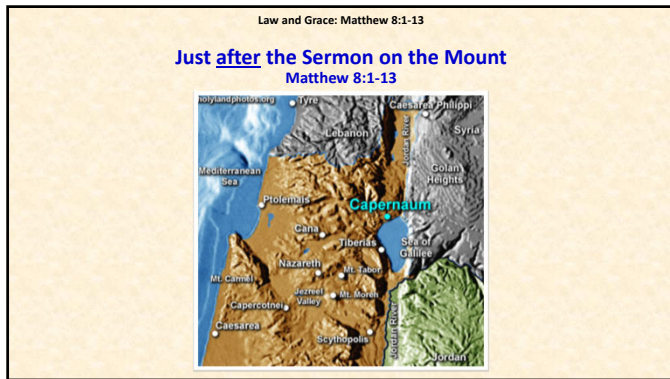 Law and Grace: Matthew 8:1-13
Just after the Sermon on the Mount
Matthew 8:1-13
holylandphotos.org
Tyre
Caesarea Philippi
Lebanon
Jordan River
Syria
Mediterranean
Sea
Golan
Heights
Ptolemais
Capernaum
Cana
Tiberias
Sea of
Galilee
Nazareth
Mt. Tabor
Mt. Carmel
Jezreel
Valley
Mt. Moreh
Capercotnei
Caesarea
Scythopolis
Jordan River
Jordan